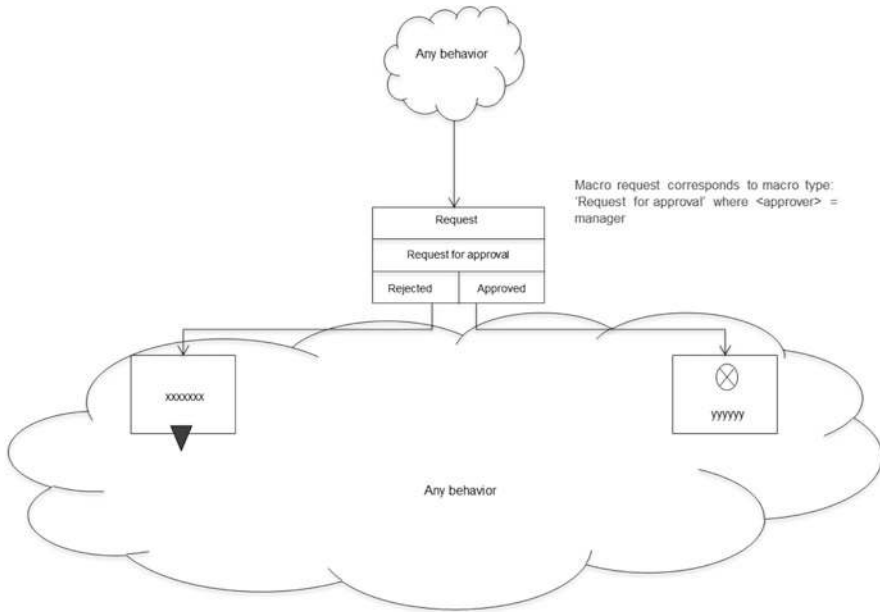 Any behavior
Macro request corresponds to macro type:
'Request for approval' where <approver> =
manager
Request
Request for approval
Rejected Approved
xxxxxxx
yyyyyy
Any behavior